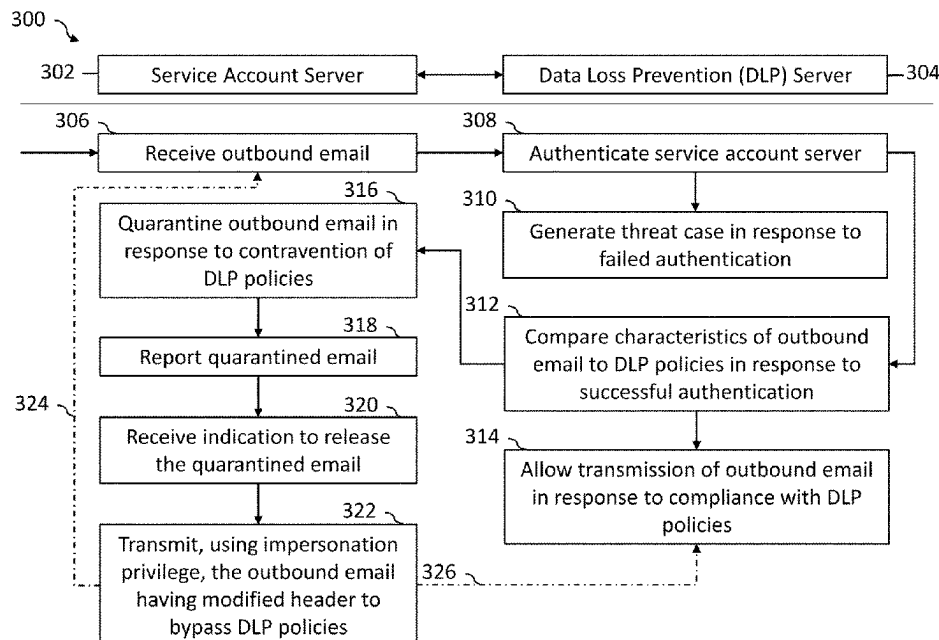 300
302
Service Account Server
Data Loss Prevention (DLP) Server
304
306
Receive outbound email
308
Authenticate service account server
310
Generate threat case in response to
failed authentication
316
Quarantine outbound email in
response to contravention of
DLP policies
312
Compare characteristics of outbound
email to DLP policies in response to
successful authentication
318
Report quarantined email
320
Receive indication to release
the quarantined email
314
Allow transmission of outbound email
in response to compliance with DLP
policies
322
Transmit, using impersonation
privilege, the outbound email
having modified header to
bypass DLP policies
324
326